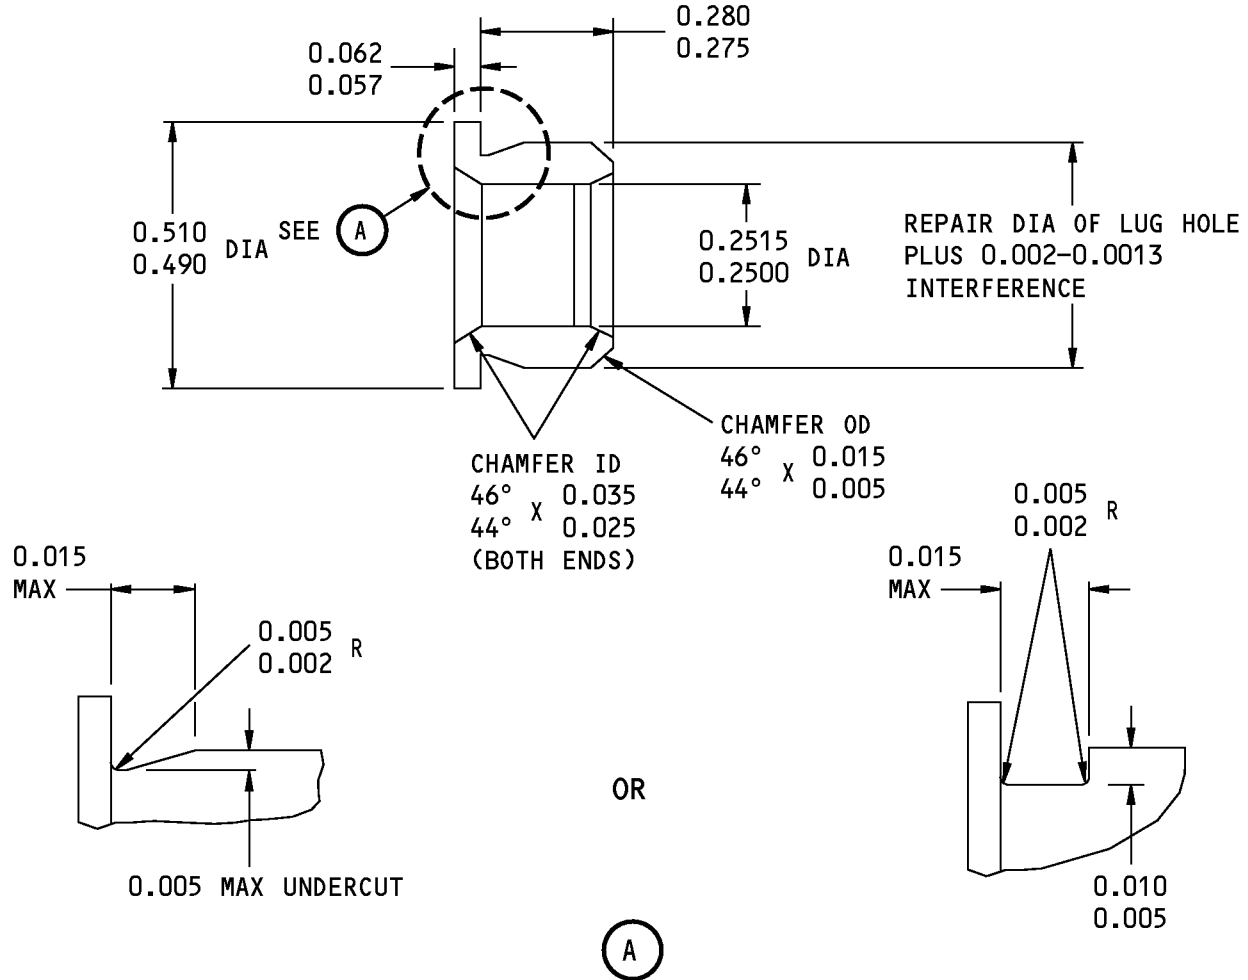 0.280
0.275
0.062
0.057
0.510
0.490 DIA
SEE A
0.2515
0.2500 DIA
REPAIR DIA OF LUG HOLE
PLUS 0.002-0.0013
INTERFERENCE
CHAMFER OD
46° X 0.015
44° 0.005
CHAMFER ID
46° X 0.035
44° 0.025
(BOTH ENDS)
0.015
MAX
0.005
0.002 R
0.005 MAX UNDERCUT
OR
0.005
0.002 R
0.015
MAX
0.010
0.005
A